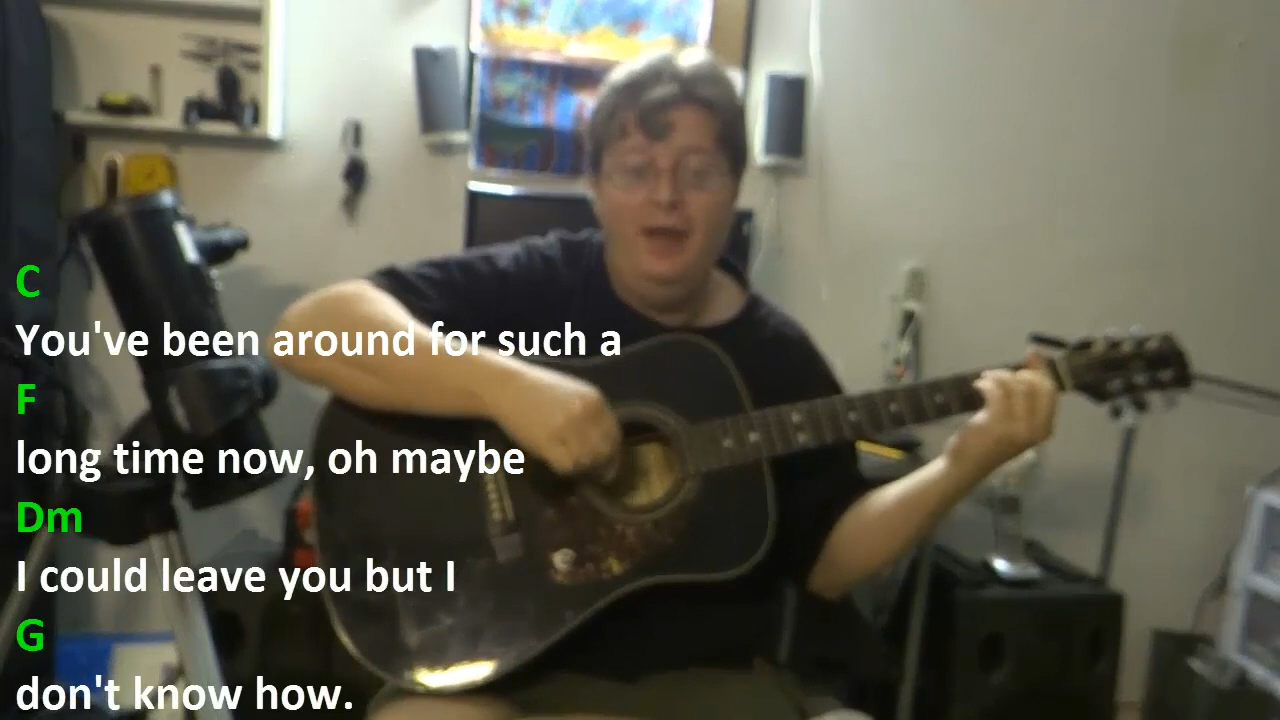 C
You've been around for such a
F
long time now, oh maybe
Dm
I could leave you but I
G
don't know how.